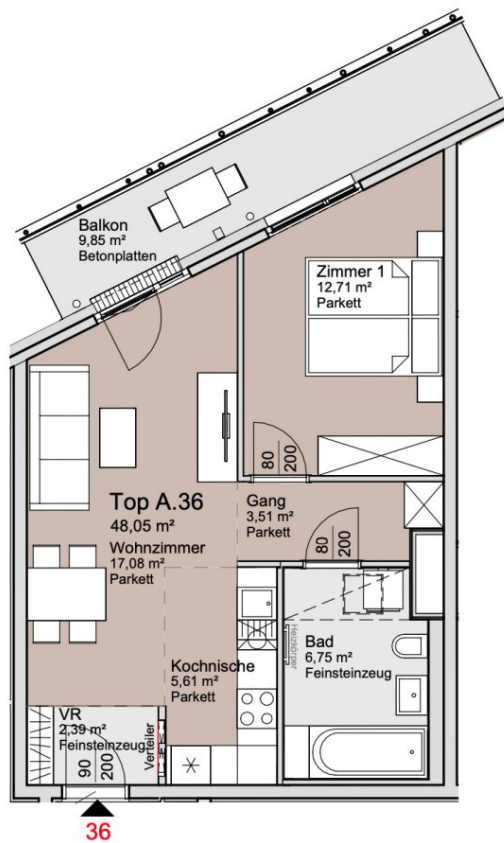 Balkon
9,85 m²
Betonplatten
Zimmer 1
12,71 m²
Parkett
80
200
Top A.36
48,05 m²
Wohnzimmer
17,08 m²
Parkett
Gang
3,51 m²
Parkett
80
200
Heizkörper
Bad
6,75 m²
Feinsteinzeug
Kochnische
5,61 m²
Parkett
VR
2,39 m²
Feinsteinzeug
Verteiler
90
200
36